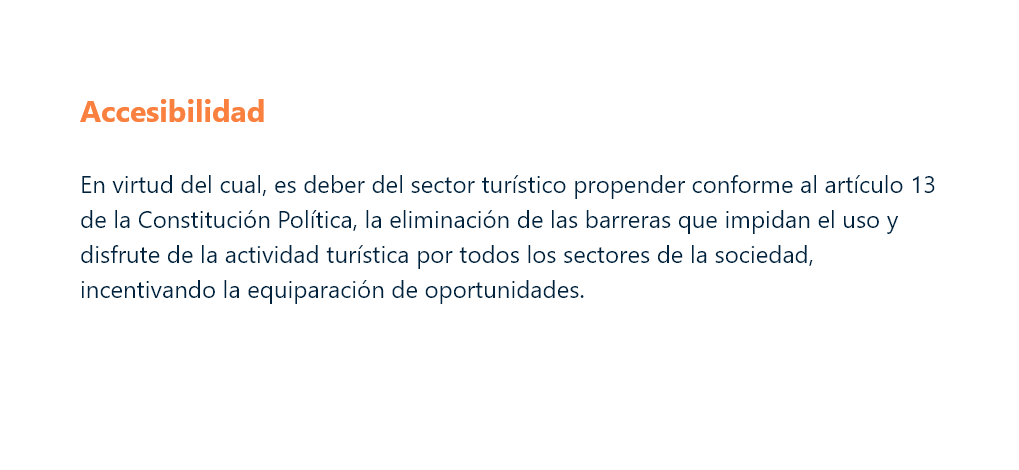 Accesibilidad
En virtud del cual, es deber del sector turístico propender conforme al artículo 13
de la Constitución Política, la eliminación de las barreras que impidan el uso y
disfrute de la actividad turística por todos los sectores de la sociedad,
incentivando la equiparación de oportunidades.